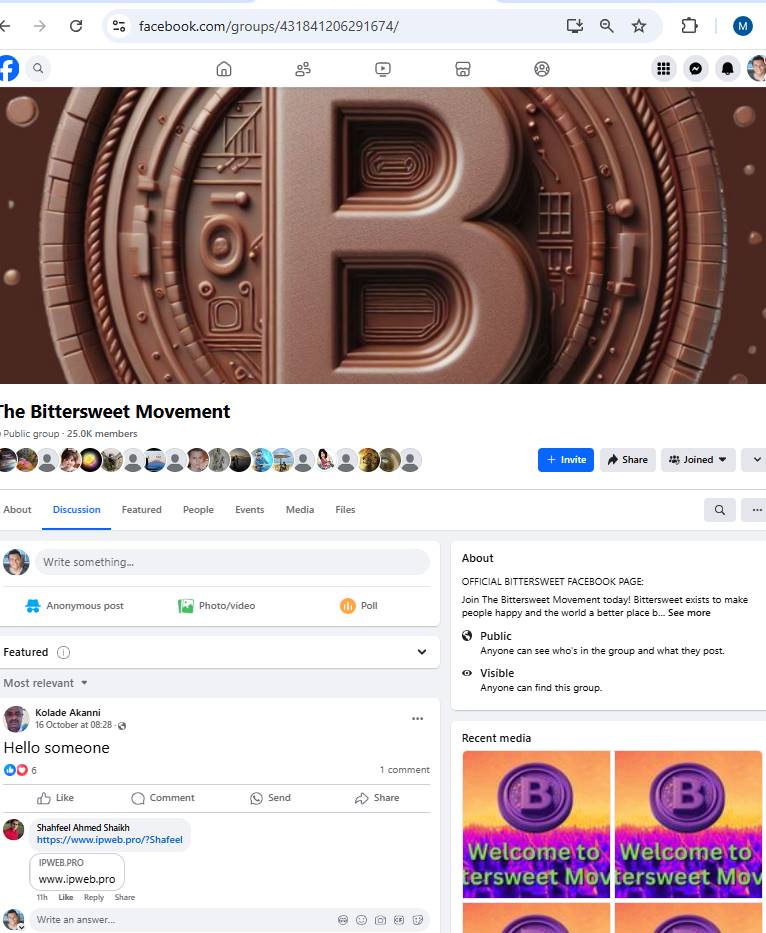 facebook.com/groups/431841206291674/
M
The Bittersweet Movement
Public group · 25.0K members
+ Invite
Share
Joined
About
Discussion
Featured
People
Events
Media
Files
Write something...
Anonymous post
Photo/video
Poll
Featured
Most relevant
Kolade Akanni
16 October at 08:28 ·
Hello someone
6
1 comment
Like
Comment
Send
Share
Shahfeel Ahmed Shaikh
https://www.ipweb.pro/?Shafeel
IPWEB.PRO
www.ipweb.pro
11h Like Reply Share
Write an answer...
About
OFFICIAL BITTERSWEET FACEBOOK PAGE:
Join The Bittersweet Movement today! Bittersweet exists to make
people happy and the world a better place b... See more
Public
Anyone can see who's in the group and what they post.
Visible
Anyone can find this group.
Recent media
B
Welcome to
tersweet Mov
B
Welcome to
tersweet Mov